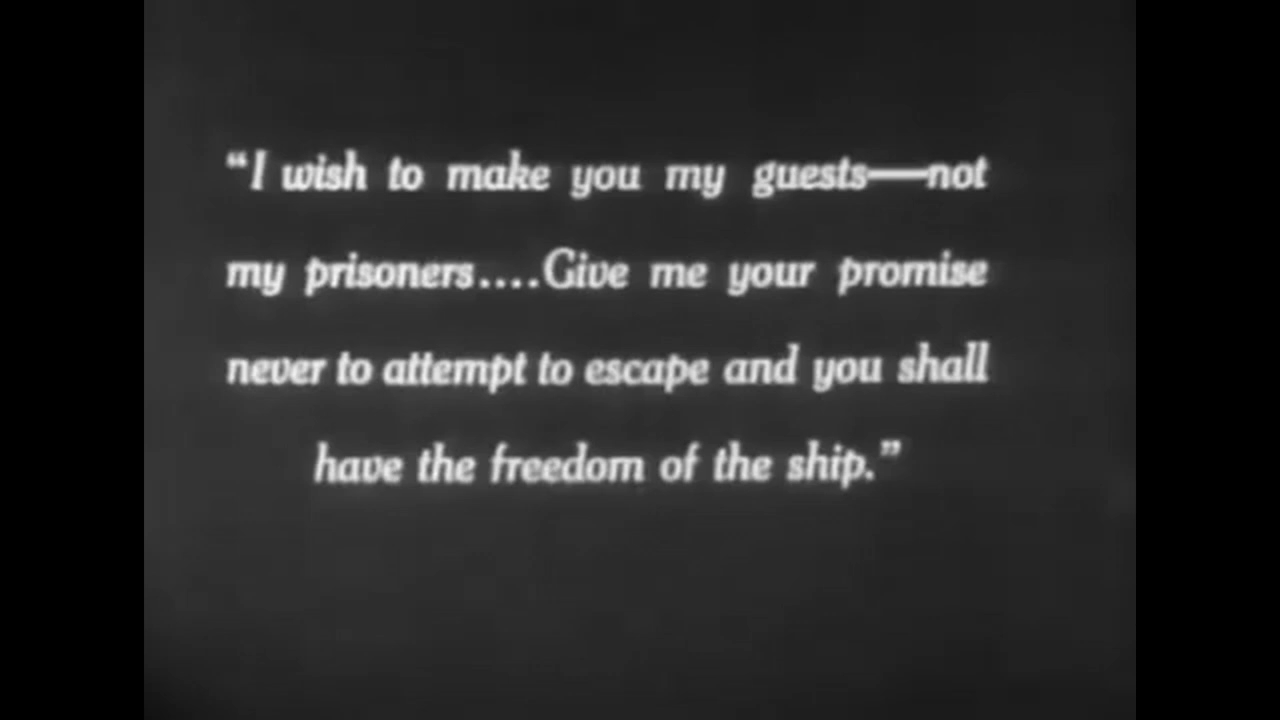 “I wish to make you my guests—not
my prisoners....Give me your promise
never to attempt to escape and you shall
have the freedom of the ship.”